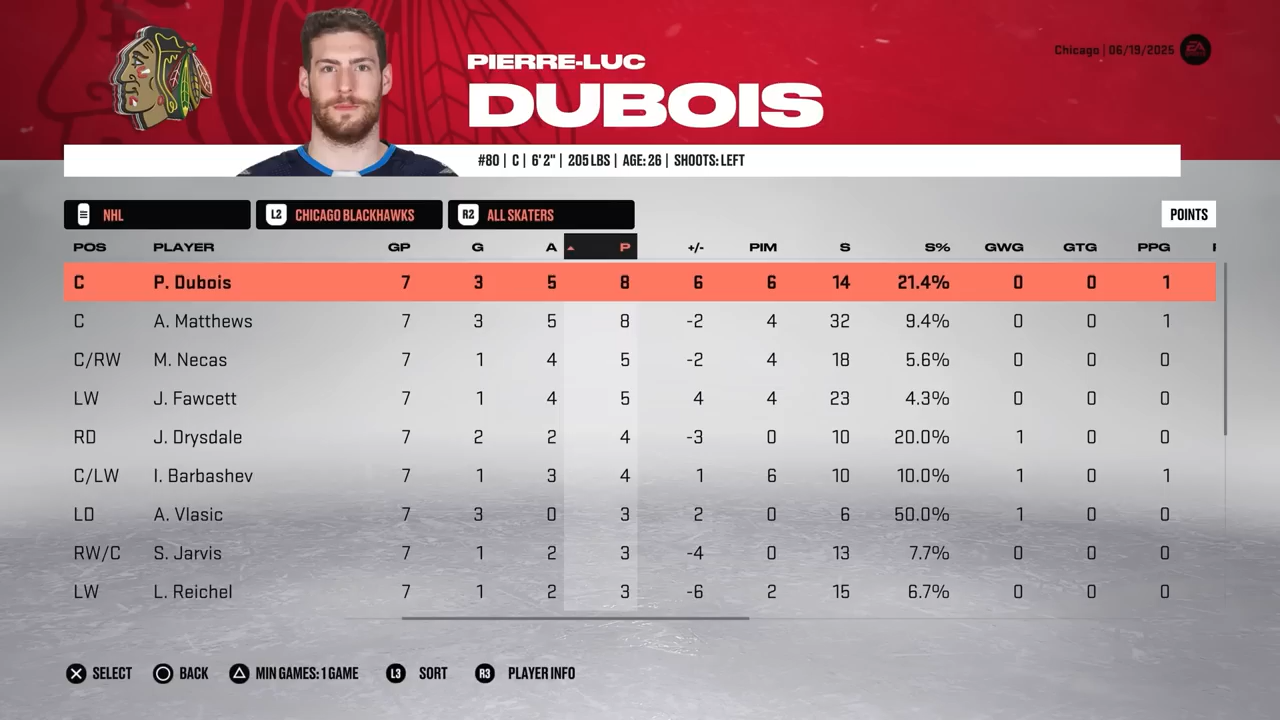 PIERRE-LUC
DUBOIS
Chicago | 06/19/2025 EA
#80 | C | 6' 2" | 205 LBS | AGE: 26 | SHOOTS: LEFT
NHL L2 CHICAGO BLACKHAWKS R2 ALL SKATERS POINTS
POS PLAYER GP G A P +/- PIM S S% GWG GTG PPG
C P. Dubois 7 3 5 8 6 6 14 21.4% 0 0 1
C A. Matthews 7 3 5 8 -2 4 32 9.4% 0 0 1
C/RW M. Necas 7 1 4 5 -2 4 18 5.6% 0 0 0
LW J. Fawcett 7 1 4 5 4 4 23 4.3% 0 0 0
RD J. Drysdale 7 2 2 4 -3 0 10 20.0% 1 0 0
C/LW I. Barbashev 7 1 3 4 1 6 10 10.0% 1 0 1
LD A. Vlasic 7 3 0 3 2 0 6 50.0% 1 0 0
RW/C S. Jarvis 7 1 2 3 -4 0 13 7.7% 0 0 0
LW L. Reichel 7 1 2 3 -6 2 15 6.7% 0 0 0
SELECT BACK MIN GAMES: 1 GAME L3 SORT R3 PLAYER INFO